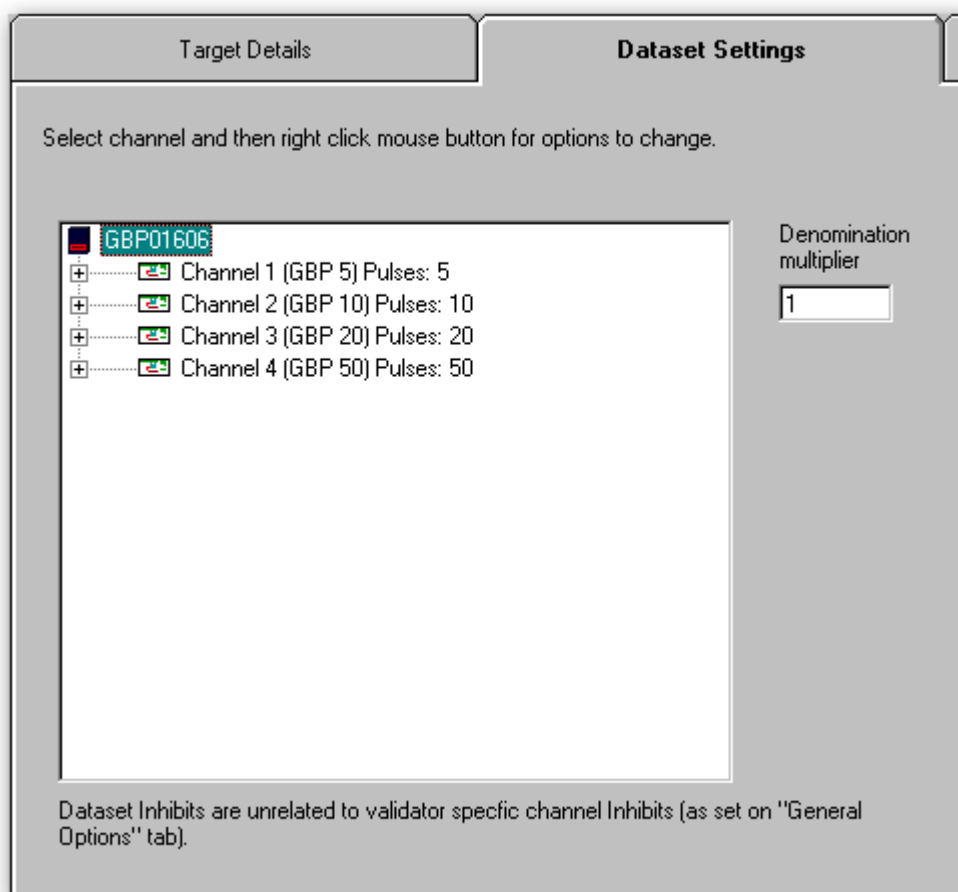 Target Details
Dataset Settings
Select channel and then right click mouse button for options to change.
GBP01606
Channel 1 (GBP 5) Pulses: 5
Channel 2 (GBP 10) Pulses: 10
Channel 3 (GBP 20) Pulses: 20
Channel 4 (GBP 50) Pulses: 50
Denomination
multiplier
1
Dataset Inhibits are unrelated to validator specfic channel Inhibits (as set on "General
Options" tab).